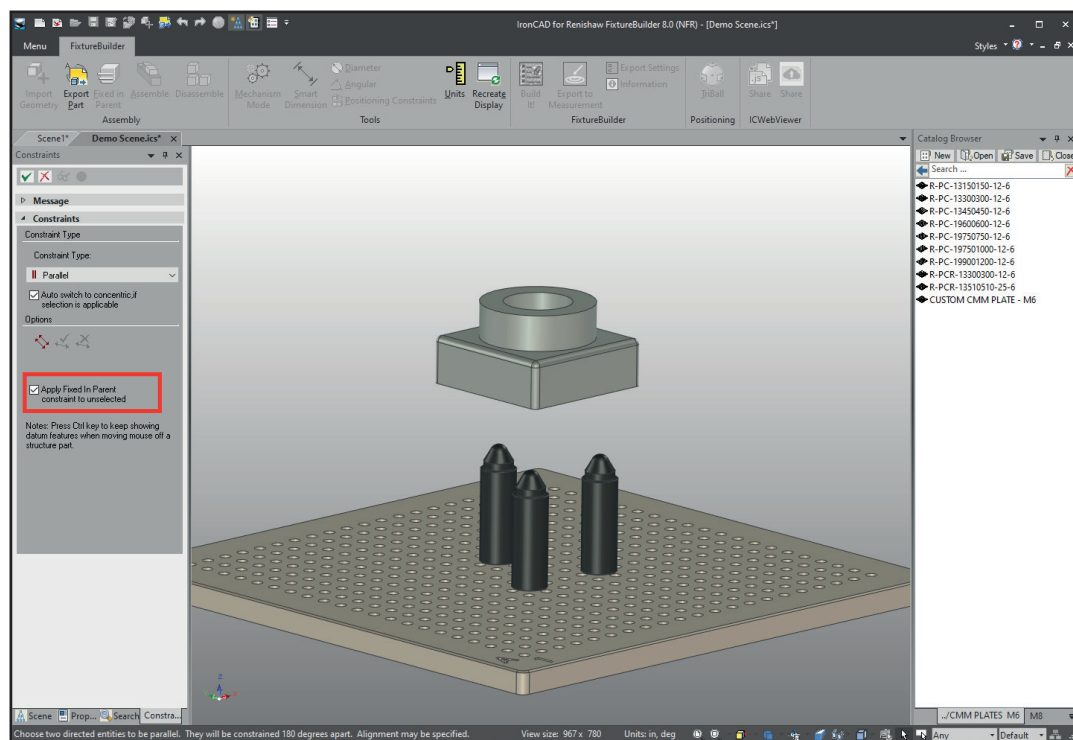 IronCAD for Renishaw FixtureBuilder 8.0 (NFR) - [Demo Scene.ics*]
Menu FixtureBuilder
Styles
Import Geometry
Export Part
Fixed in Parent
Assemble
Disassemble
Assembly
Mechanism Mode
Smart Dimension
Diameter
Angular
Positioning Constraints
Units
Recreate Display
Tools
Build It!
Export to Measurement
Export Settings
Information
FixtureBuilder
TriBall
Positioning
Share Share
ICWebViewer
Scene1* Demo Scene.ics* x
Constraints
Message
Constraints
Constraint Type
Constraint Type:
Parallel
Auto switch to concentric,if
selection is applicable
Options
Apply Fixed In Parent
constraint to unselected
Notes: Press Ctrl key to keep showing
datum features when moving mouse off a
structure part.
Scene Prop... Search Constra...
Catalog Browser
New Open Save Close
Search ...
R-PC-13150150-12-6
R-PC-13300300-12-6
R-PC-13450450-12-6
R-PC-19600600-12-6
R-PC-19750750-12-6
R-PC-197501000-12-6
R-PC-199001200-12-6
R-PCR-13300300-12-6
R-PCR-13510510-25-6
CUSTOM CMM PLATE - M6
Z
../CMM PLATES M6 M8
Choose two directed entities to be parallel. They will be constrained 180 degrees apart. Alignment may be specified.
View size: 967 x 780 Units: in, deg
Any Default